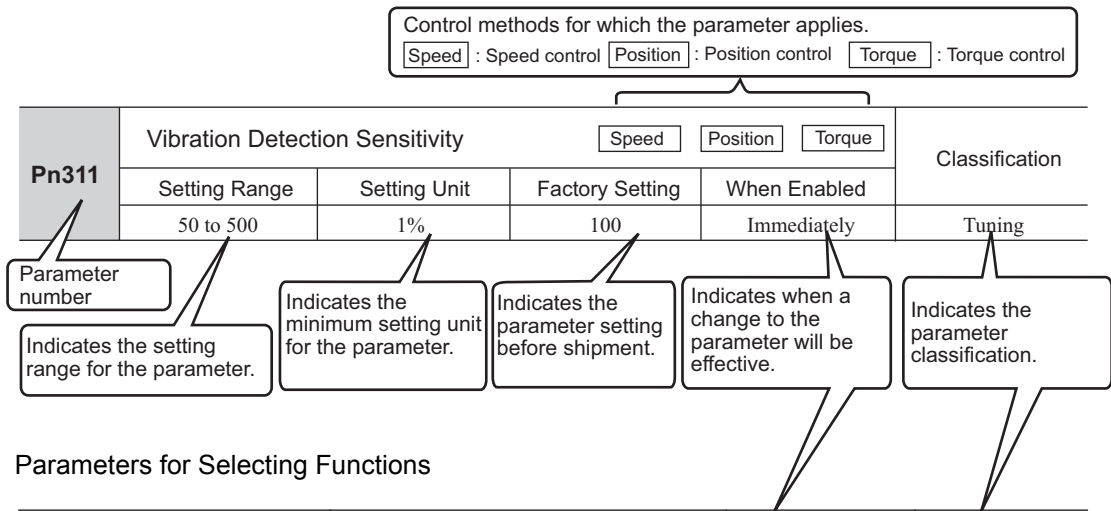 Control methods for which the parameter applies.
Speed : Speed control Position : Position control Torque : Torque control
Pn311
Vibration Detection Sensitivity Speed Position Torque
Classification
Setting Range Setting Unit Factory Setting When Enabled
50 to 500 1% 100 Immediately Tuning
Parameter
number
Indicates the setting
range for the parameter.
Indicates the
minimum setting unit
for the parameter.
Indicates the
parameter setting
before shipment.
Indicates when a
change to the
parameter will be
effective.
Indicates the
parameter
classification.
Parameters for Selecting Functions